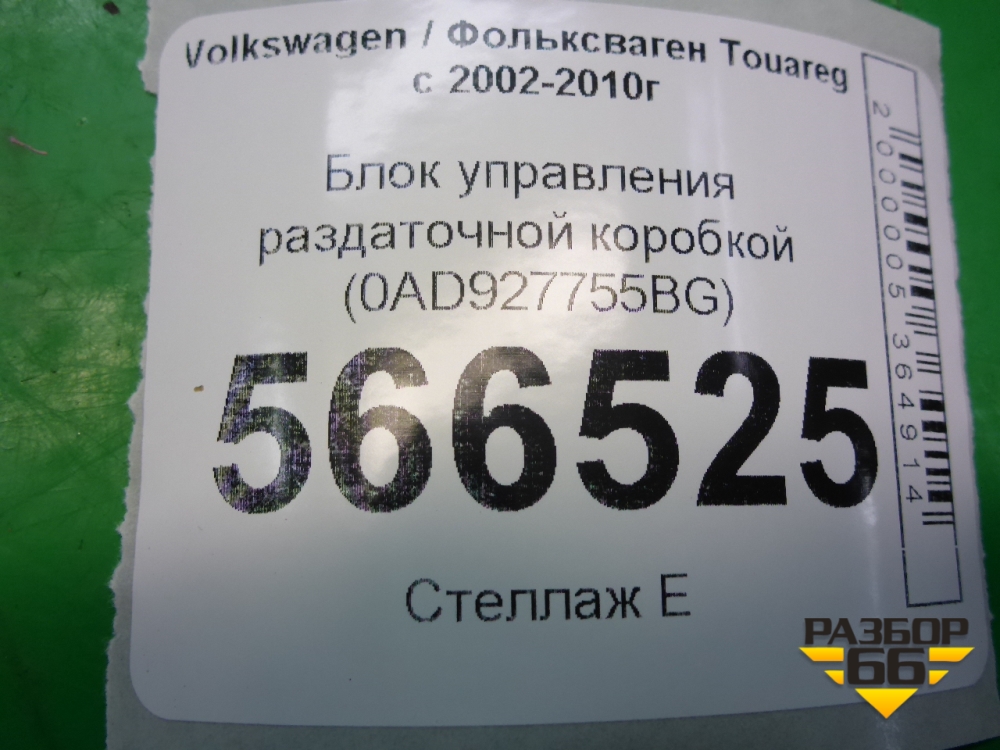 Volkswagen / Фольксваген Touareg
с 2002-2010г
Блок управления
раздаточной коробкой
(0AD927755BG)
566525
Стеллаж Е
2000005364914
РАЗБОР
66